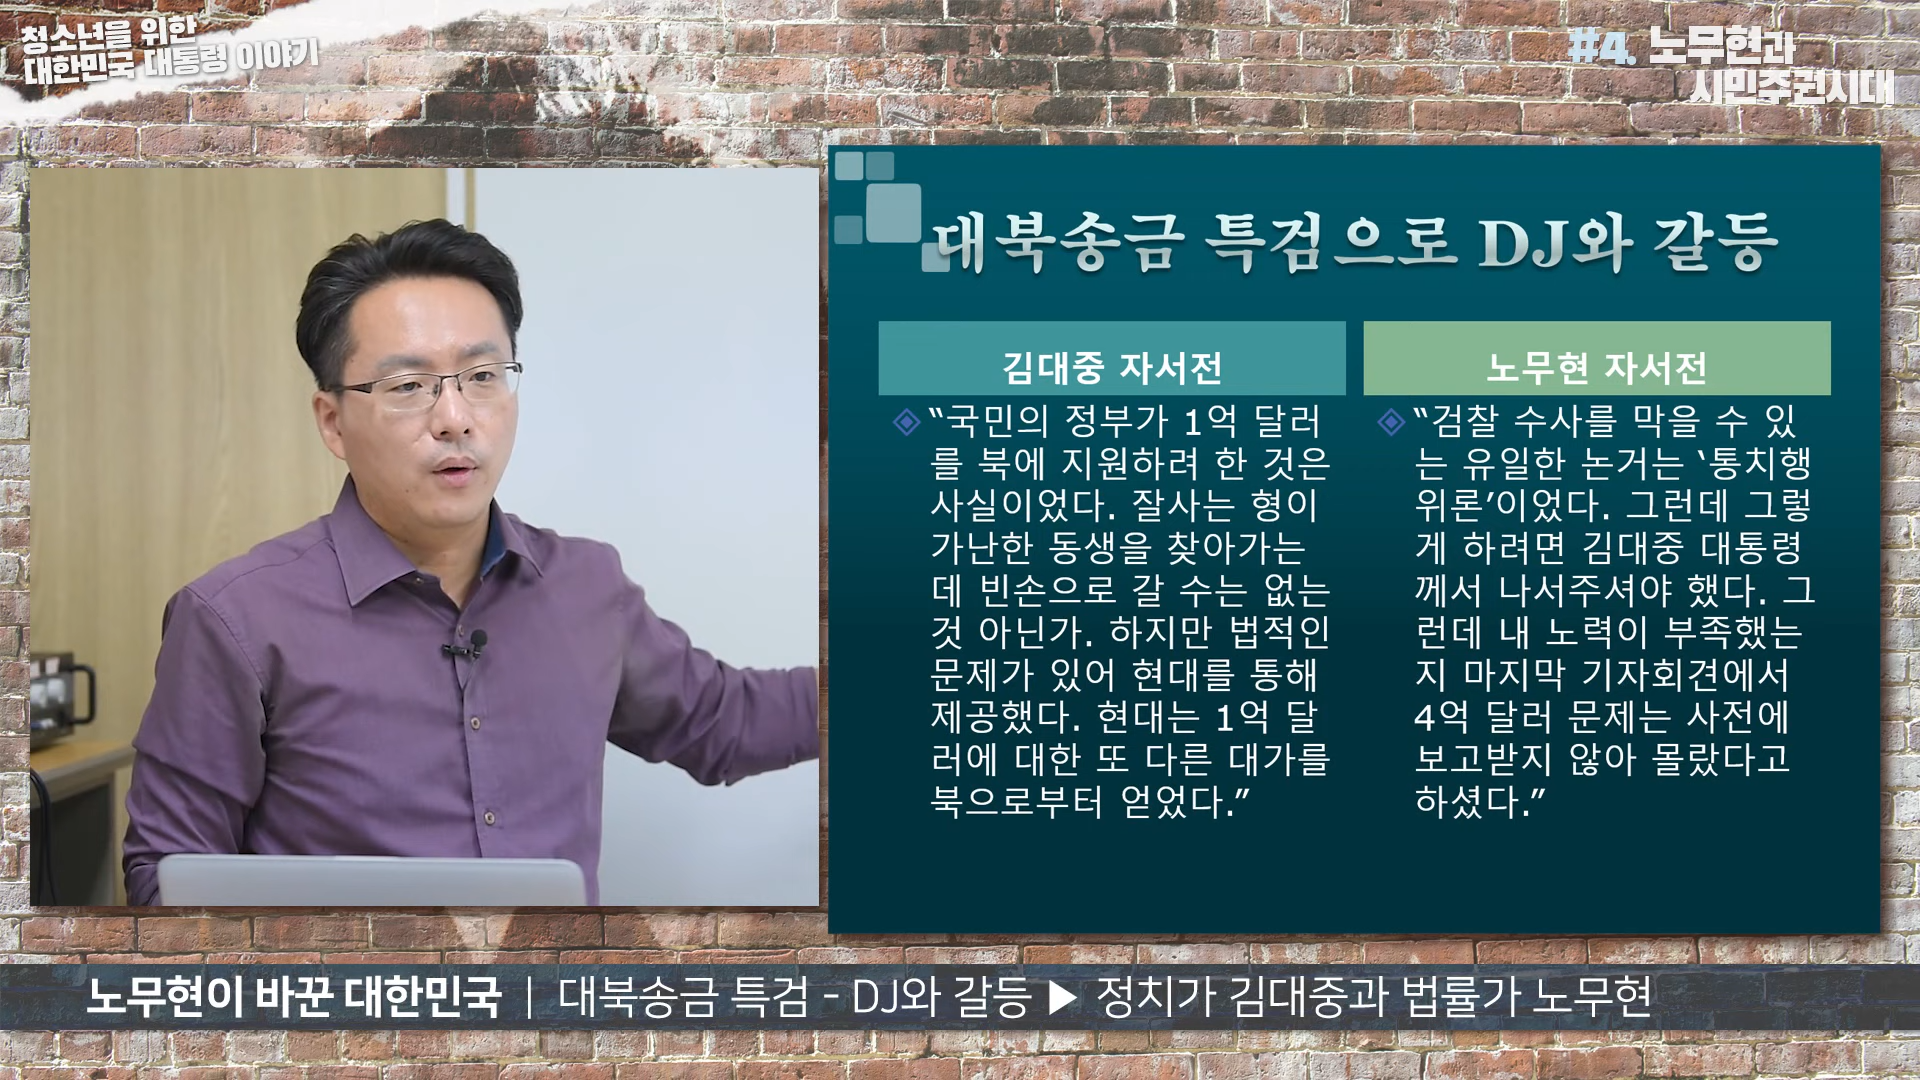 청소년을 위한
대한민국 대통령 이야기
#4. 노무현과
시민주권시대
대북송금 특검으로 DJ와 갈등
김대중 자서전
“국민의 정부가 1억 달러
를 북에 지원하려 한 것은
사실이었다. 잘사는 형이
가난한 동생을 찾아가는
데 빈손으로 갈 수는 없는
것 아닌가. 하지만 법적인
문제가 있어 현대를 통해
제공했다. 현대는 1억 달
러에 대한 또 다른 대가를
북으로부터 얻었다.”
노무현 자서전
“검찰 수사를 막을 수 있
는 유일한 논거는 ‘통치행
위론’이었다. 그런데 그렇
게 하려면 김대중 대통령
께서 나서주셔야 했다. 그
런데 내 노력이 부족했는
지 마지막 기자회견에서
4억 달러 문제는 사전에
보고받지 않아 몰랐다고
하셨다.”
노무현이 바꾼 대한민국 | 대북송금 특검 - DJ와 갈등 ▶ 정치가 김대중과 법률가 노무현